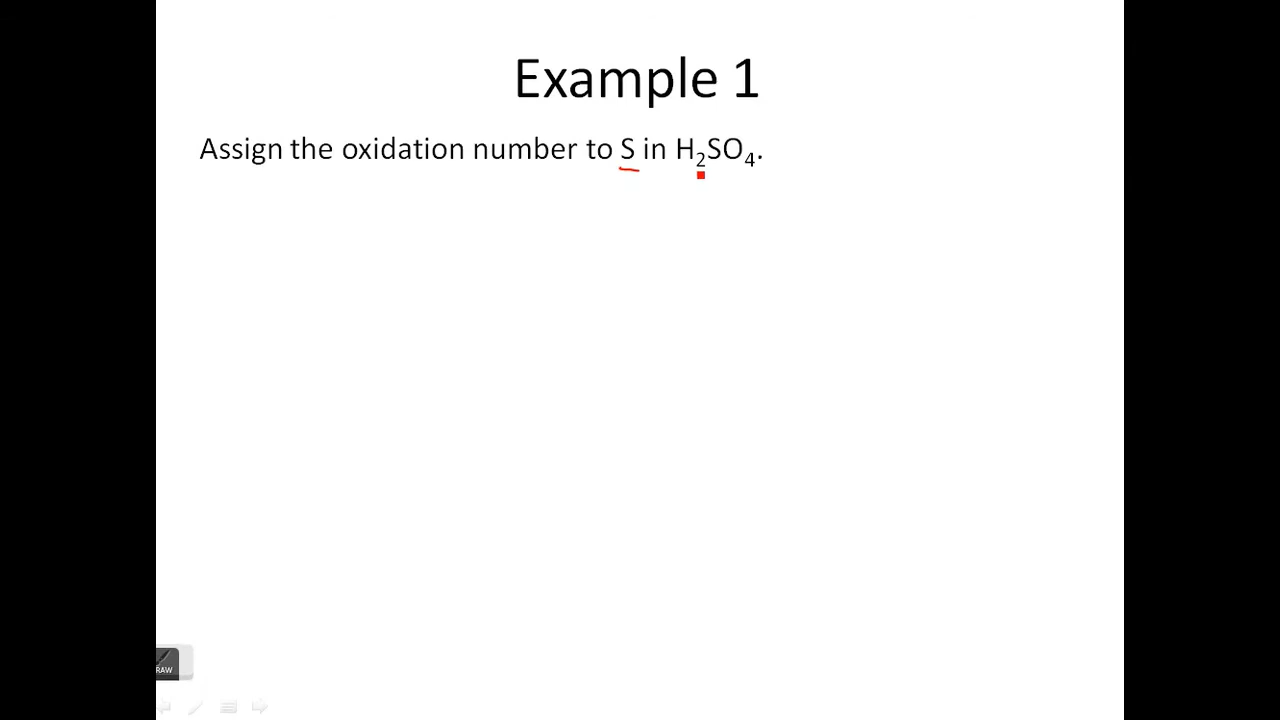 Example 1
Assign the oxidation number to S in H₂SO₄.
RAW